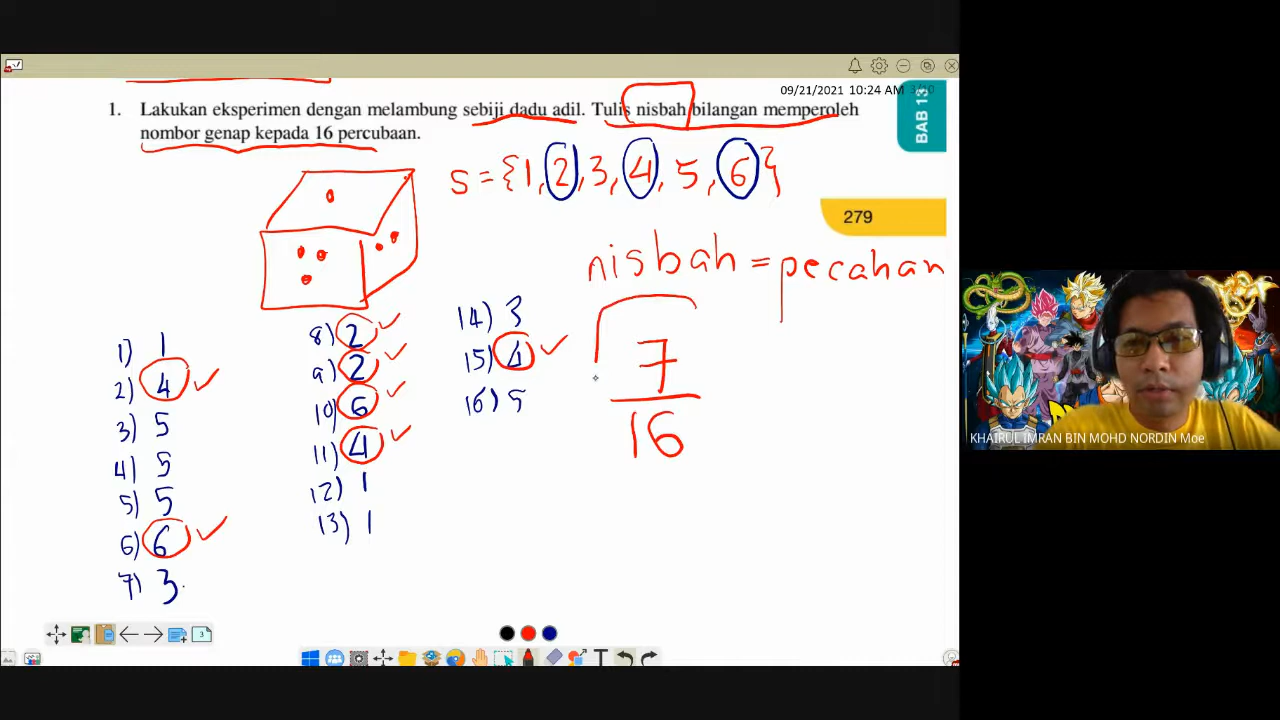 09/21/2021 10:24 AM
BAB 13
1. Lakukan eksperimen dengan melambung sebiji dadu adil. Tulis nisbah bilangan memperoleh
nombor genap kepada 16 percubaan.
S = {1, 2, 3, 4, 5, 6}
279
nisbah = pecahan
7
16
1) 1
2) 4
3) 5
4) 5
5) 5
6) 6
7) 3
8) 2
9) 2
10) 6
11) 4
12) 1
13) 1
14) 3
15) 4
16) 5
KHAIRUL IMRAN BIN MOHD NORDIN Moe
3
T